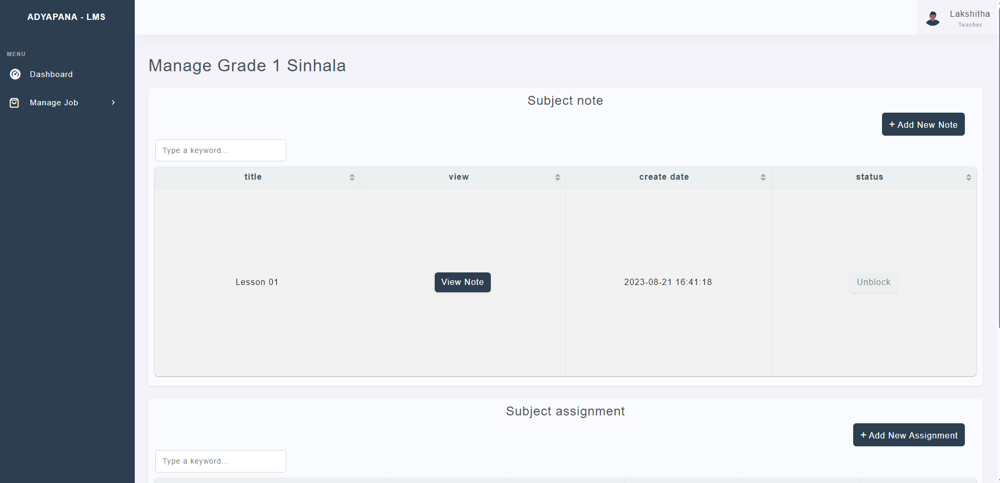 ADYAPANA - LMS
Lakshitha
Teacher
MENU
Dashboard
Manage Job
Manage Grade 1 Sinhala
Subject note
+ Add New Note
Type a keyword...
title view create date status
Lesson 01 View Note 2023-08-21 16:41:18 Unblock
Subject assignment
+ Add New Assignment
Type a keyword...